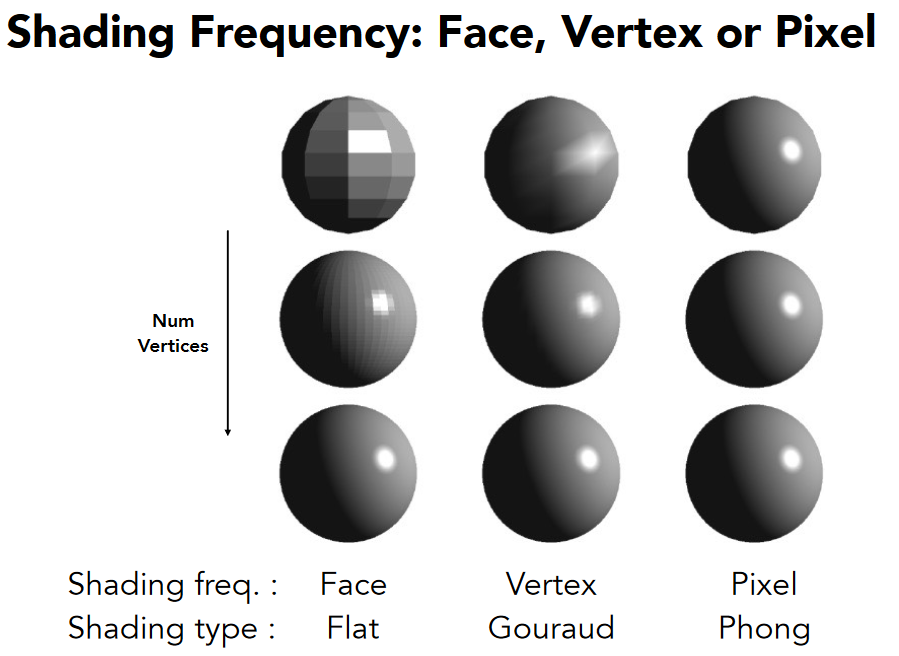 Shading Frequency: Face, Vertex or Pixel
Num
Vertices
Shading freq. : Face Vertex Pixel
Shading type : Flat Gouraud Phong